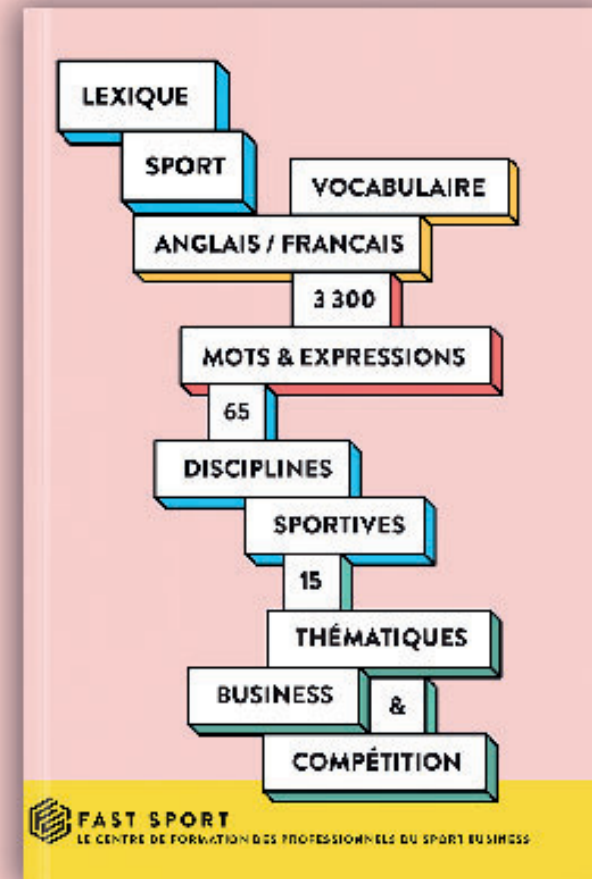 LEXIQUE
SPORT
VOCABULAIRE
ANGLAIS / FRANCAIS
3 300
MOTS & EXPRESSIONS
65
DISCIPLINES
SPORTIVES
15
THÉMATIQUES
BUSINESS &
COMPÉTITION
FAST SPORT
LE CENTRE DE FORMATION DES PROFESSIONNELS DU SPORT BUSINESS